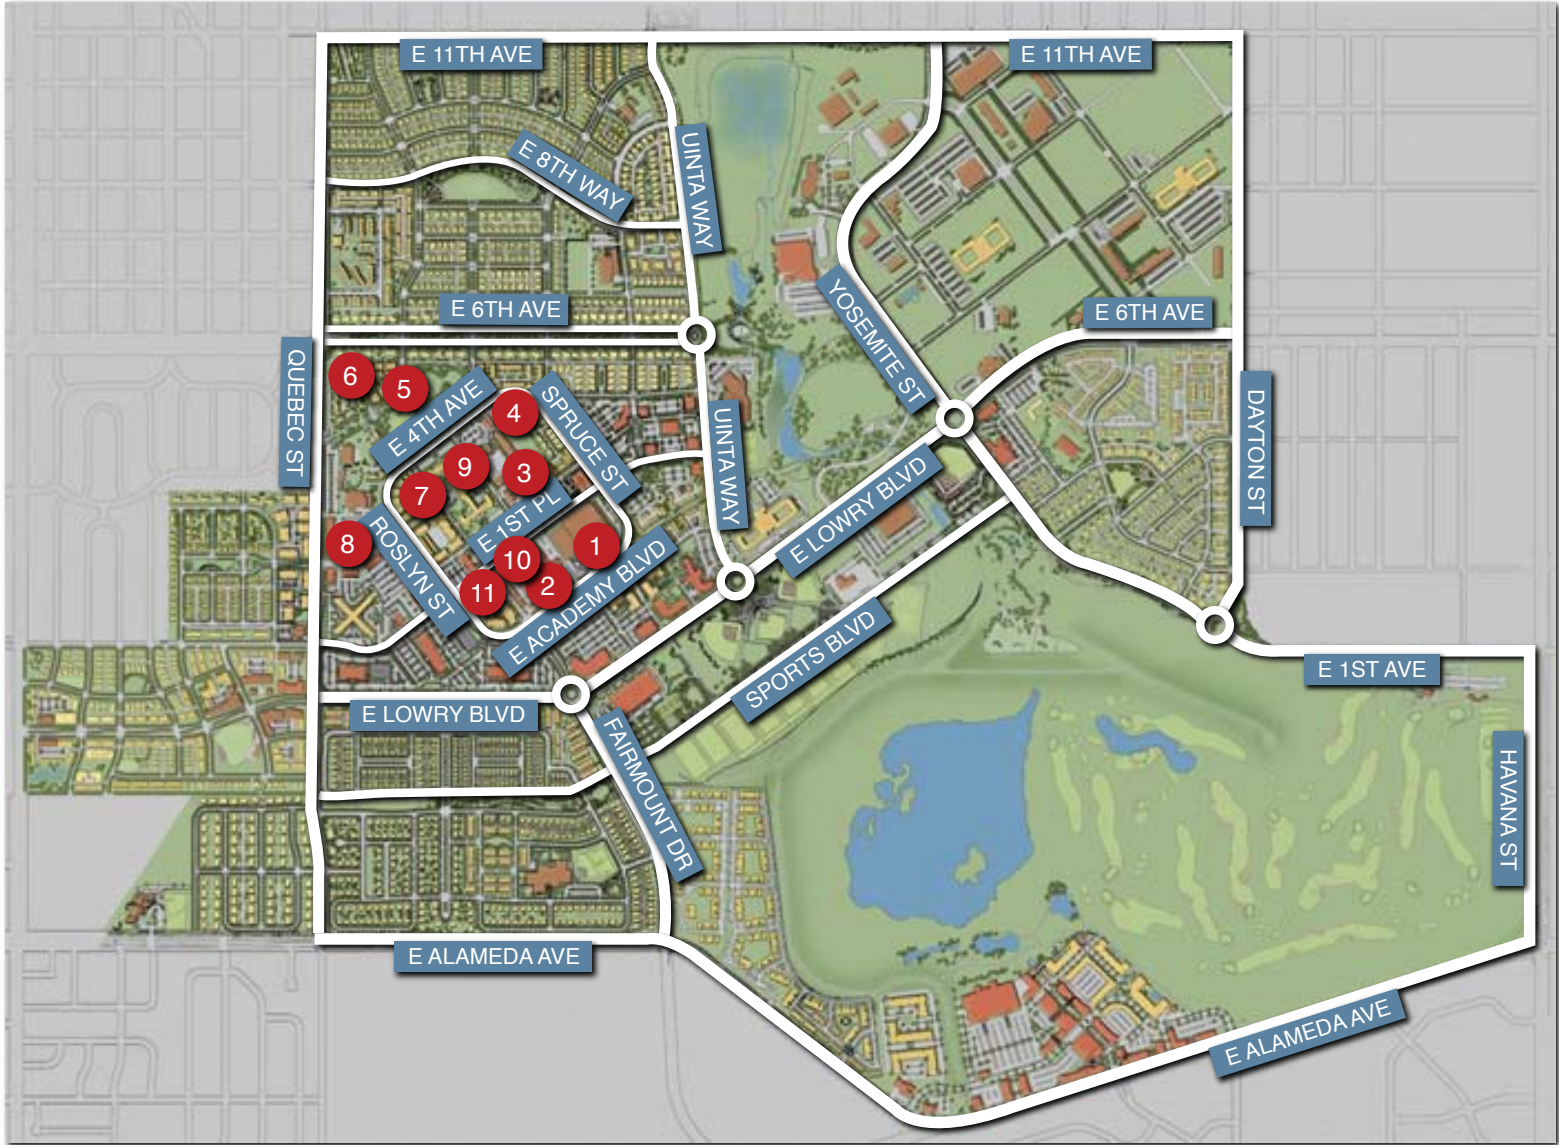 E 11TH AVE
E 11TH AVE
E 8TH WAY
UINTA WAY
E 6TH AVE
YOSEMITE ST
E 6TH AVE
QUEBEC ST
6
5
E 4TH AVE
4
SPRUCE ST
UINTA WAY
DAYTON ST
9
3
7
E 1ST PL
E LOWRY BLVD
8
ROSLYN ST
10
1
11
2
E ACADEMY BLVD
SPORTS BLVD
E 1ST AVE
E LOWRY BLVD
FAIRMOUNT DR
HAVANA ST
E ALAMEDA AVE
E ALAMEDA AVE